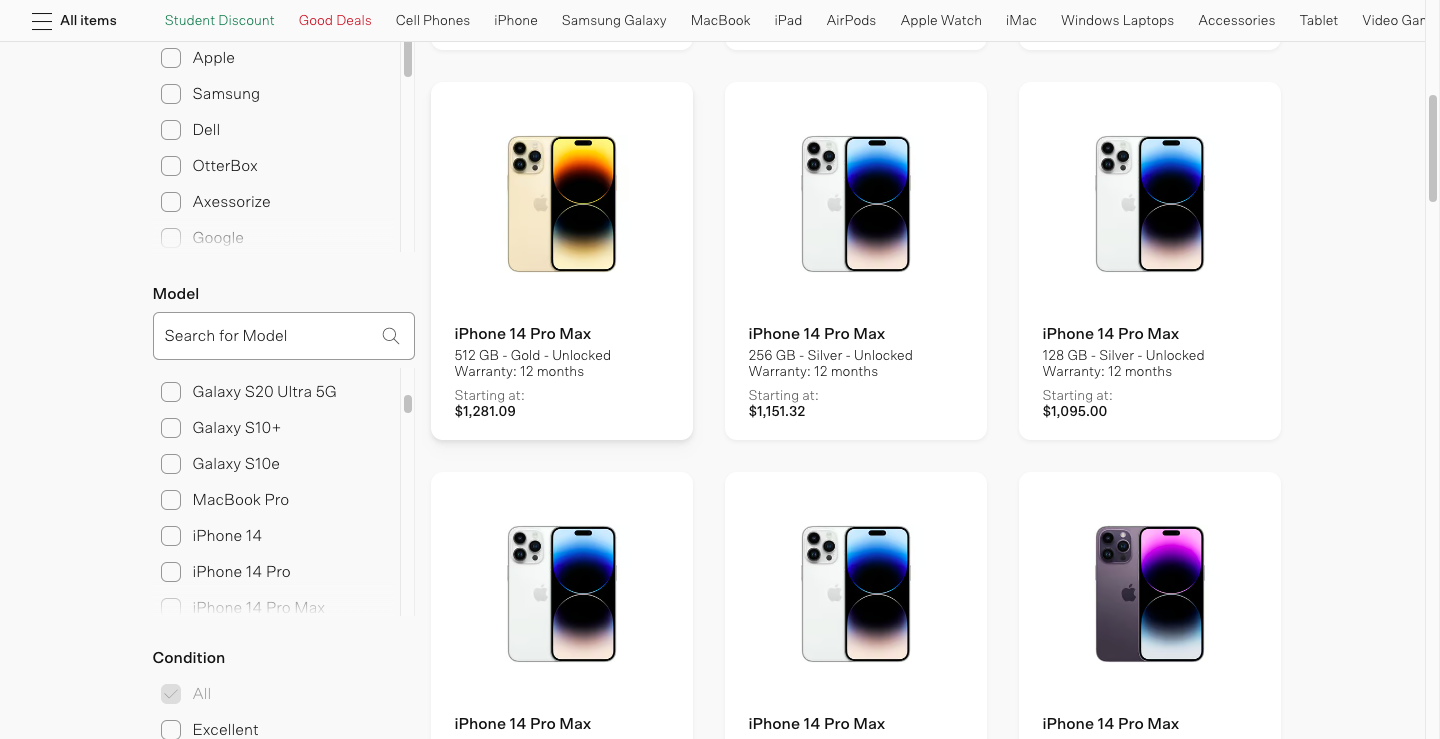 All items
Student Discount
Good Deals
Cell Phones
iPhone
Samsung Galaxy
MacBook
iPad
AirPods
Apple Watch
iMac
Windows Laptops
Accessories
Tablet
Video Gam
Apple
Samsung
Dell
OtterBox
Axessorize
Google
Model
Search for Model
Galaxy S20 Ultra 5G
Galaxy S10+
Galaxy S10e
MacBook Pro
iPhone 14
iPhone 14 Pro
iPhone 14 Pro Max
Condition
All
Excellent
iPhone 14 Pro Max
512 GB - Gold - Unlocked
Warranty: 12 months
Starting at:
$1,281.09
iPhone 14 Pro Max
256 GB - Silver - Unlocked
Warranty: 12 months
Starting at:
$1,151.32
iPhone 14 Pro Max
128 GB - Silver - Unlocked
Warranty: 12 months
Starting at:
$1,095.00
iPhone 14 Pro Max
iPhone 14 Pro Max
iPhone 14 Pro Max